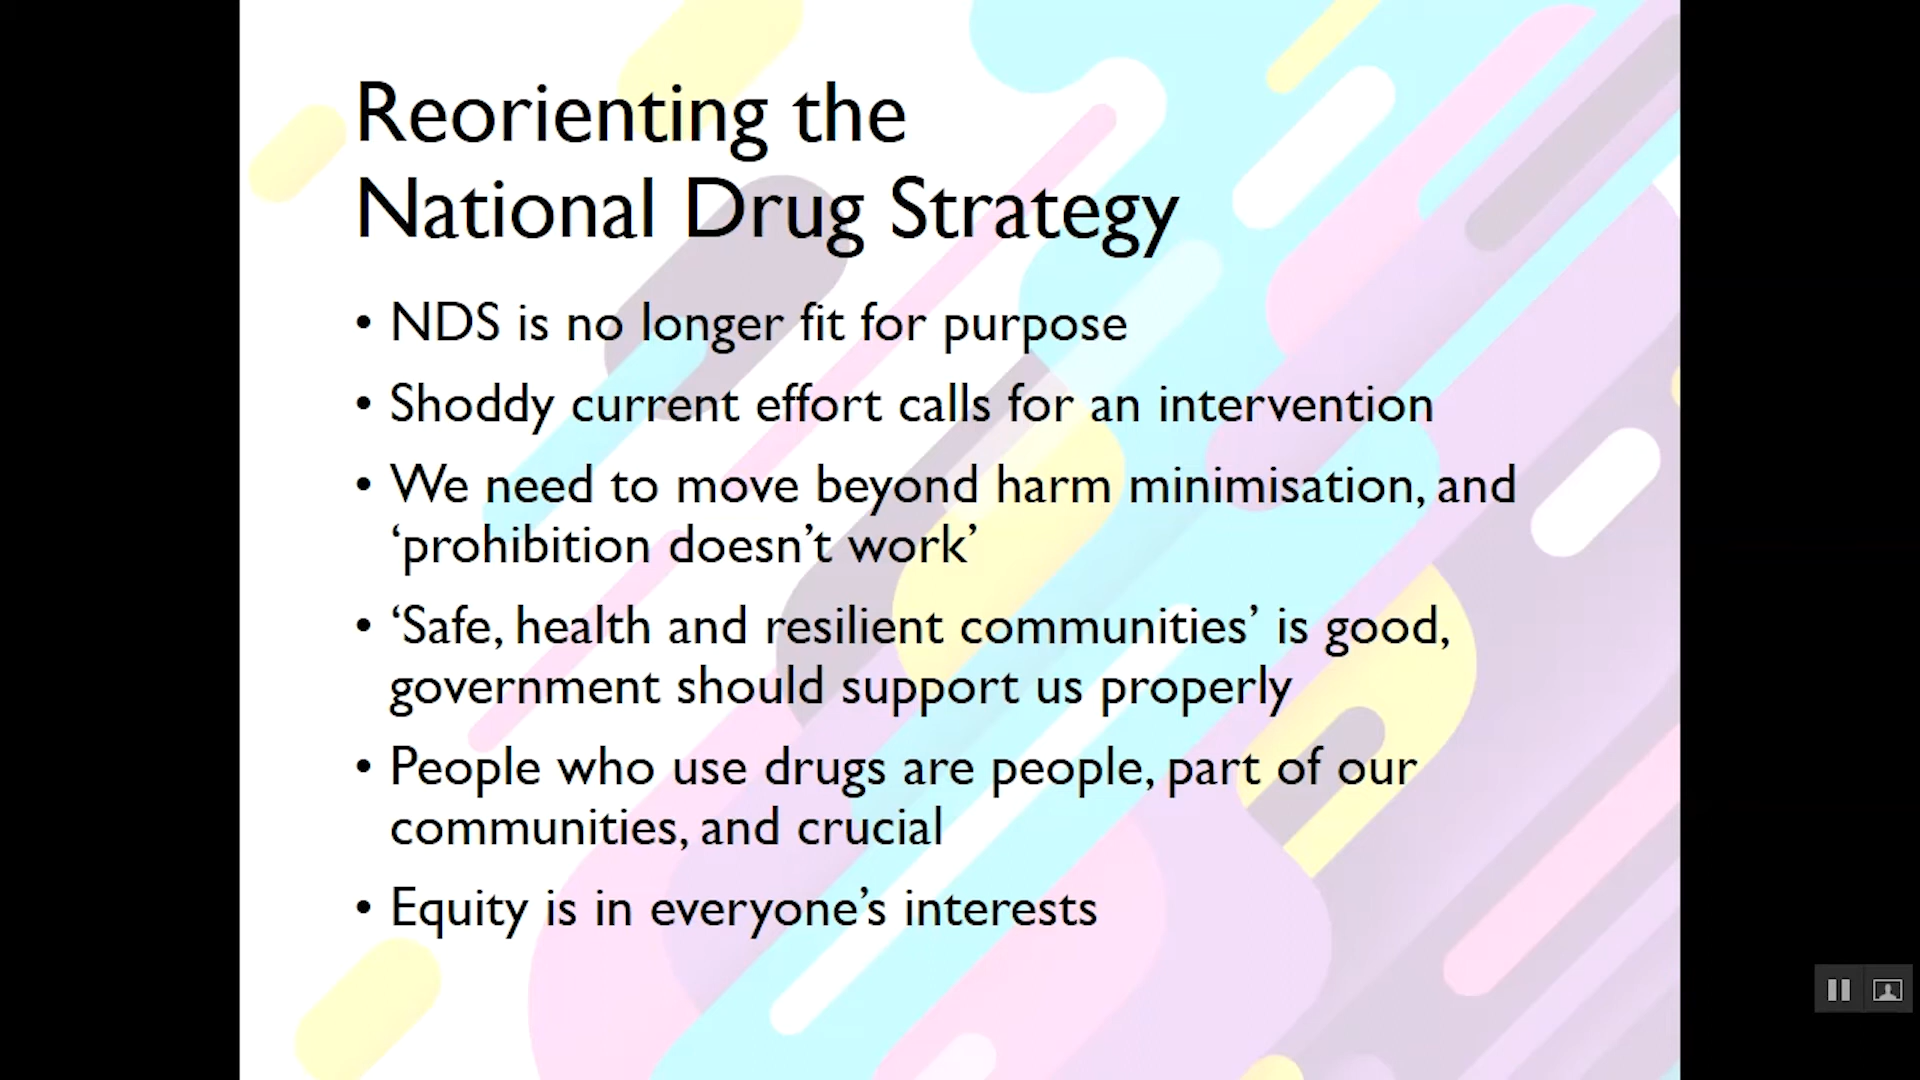 Reorienting the
National Drug Strategy
• NDS is no longer fit for purpose
• Shoddy current effort calls for an intervention
• We need to move beyond harm minimisation, and
‘prohibition doesn’t work’
• ‘Safe, health and resilient communities’ is good,
government should support us properly
• People who use drugs are people, part of our
communities, and crucial
• Equity is in everyone’s interests